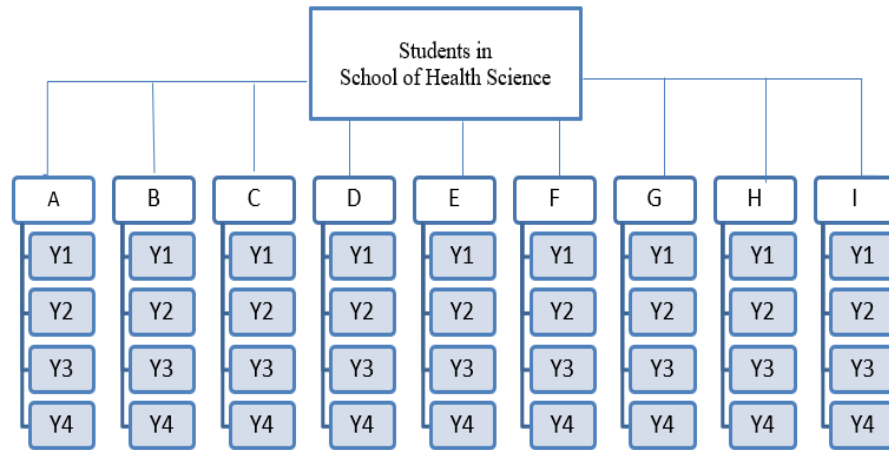 Students in
School of Health Science
A B C D E F G H I
Y1 Y1 Y1 Y1 Y1 Y1 Y1 Y1 Y1
Y2 Y2 Y2 Y2 Y2 Y2 Y2 Y2 Y2
Y3 Y3 Y3 Y3 Y3 Y3 Y3 Y3 Y3
Y4 Y4 Y4 Y4 Y4 Y4 Y4 Y4 Y4